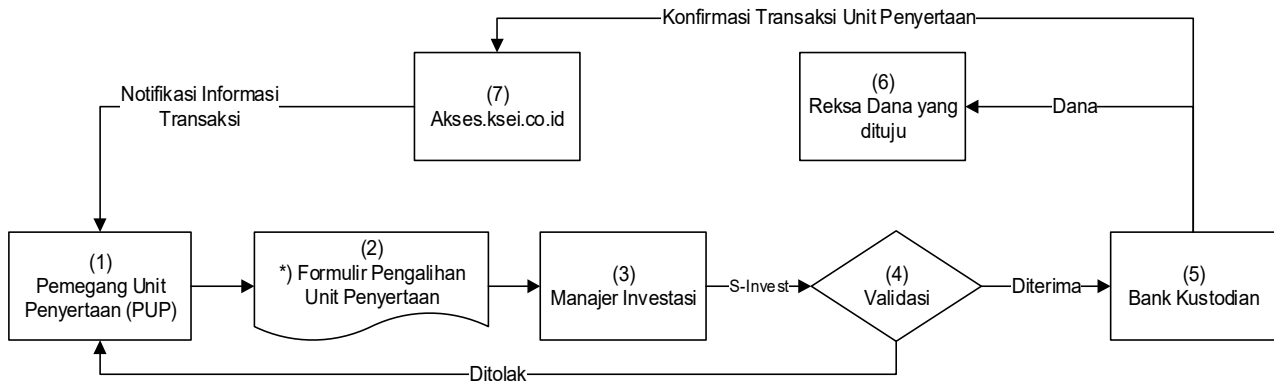 Konfirmasi Transaksi Unit Penyertaan
Notifikasi Informasi
Transaksi
(7)
Akses.ksei.co.id
(6)
Reksa Dana yang
dituju
Dana
(1)
Pemegang Unit
Penyertaan (PUP)
(2)
*) Formulir Pengalihan
Unit Penyertaan
(3)
Manajer Investasi
S-Invest
(4)
Validasi
Diterima
(5)
Bank Kustodian
Ditolak